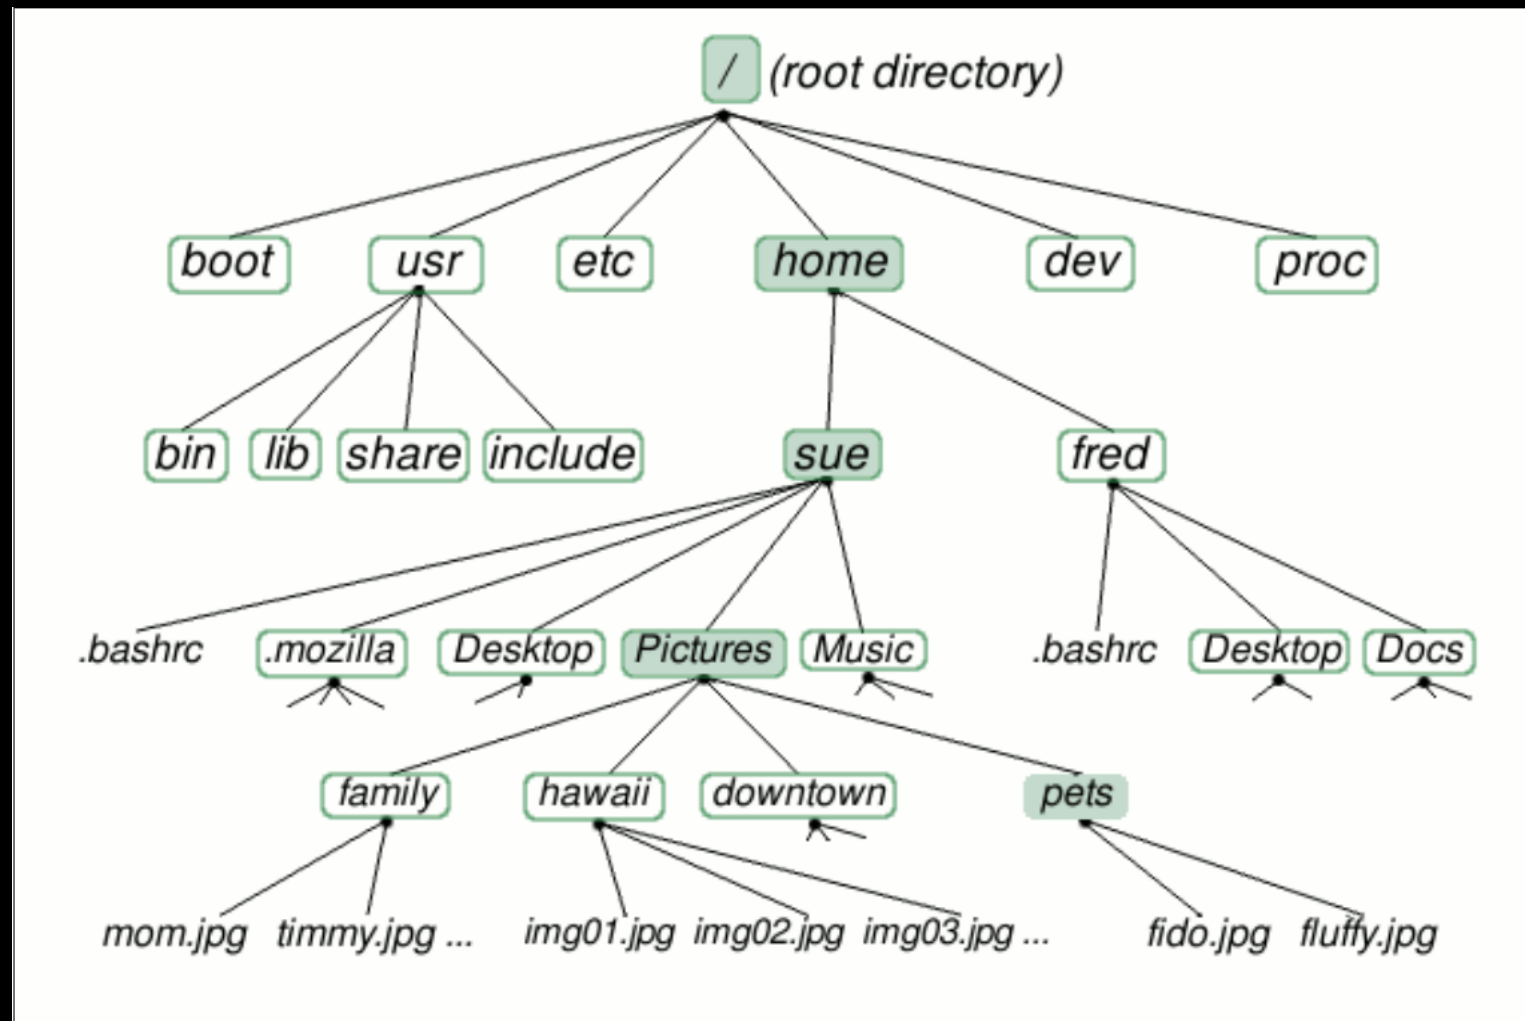 / (root directory)
boot usr etc home dev proc
bin lib share include sue fred
.bashrc .mozilla Desktop Pictures Music .bashrc Desktop Docs
family hawaii downtown pets
mom.jpg timmy.jpg ... img01.jpg img02.jpg img03.jpg ... fido.jpg fluffy.jpg